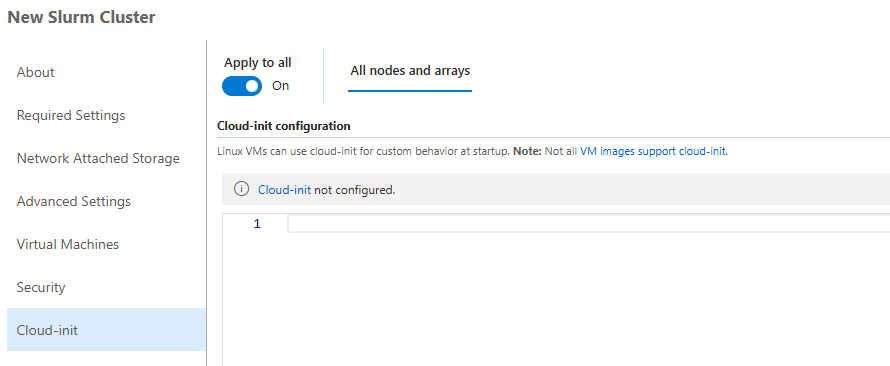 New Slurm Cluster
About
Required Settings
Network Attached Storage
Advanced Settings
Virtual Machines
Security
Cloud-init
Apply to all
On
All nodes and arrays
Cloud-init configuration
Linux VMs can use cloud-init for custom behavior at startup. Note: Not all VM images support cloud-init.
Cloud-init not configured.
1